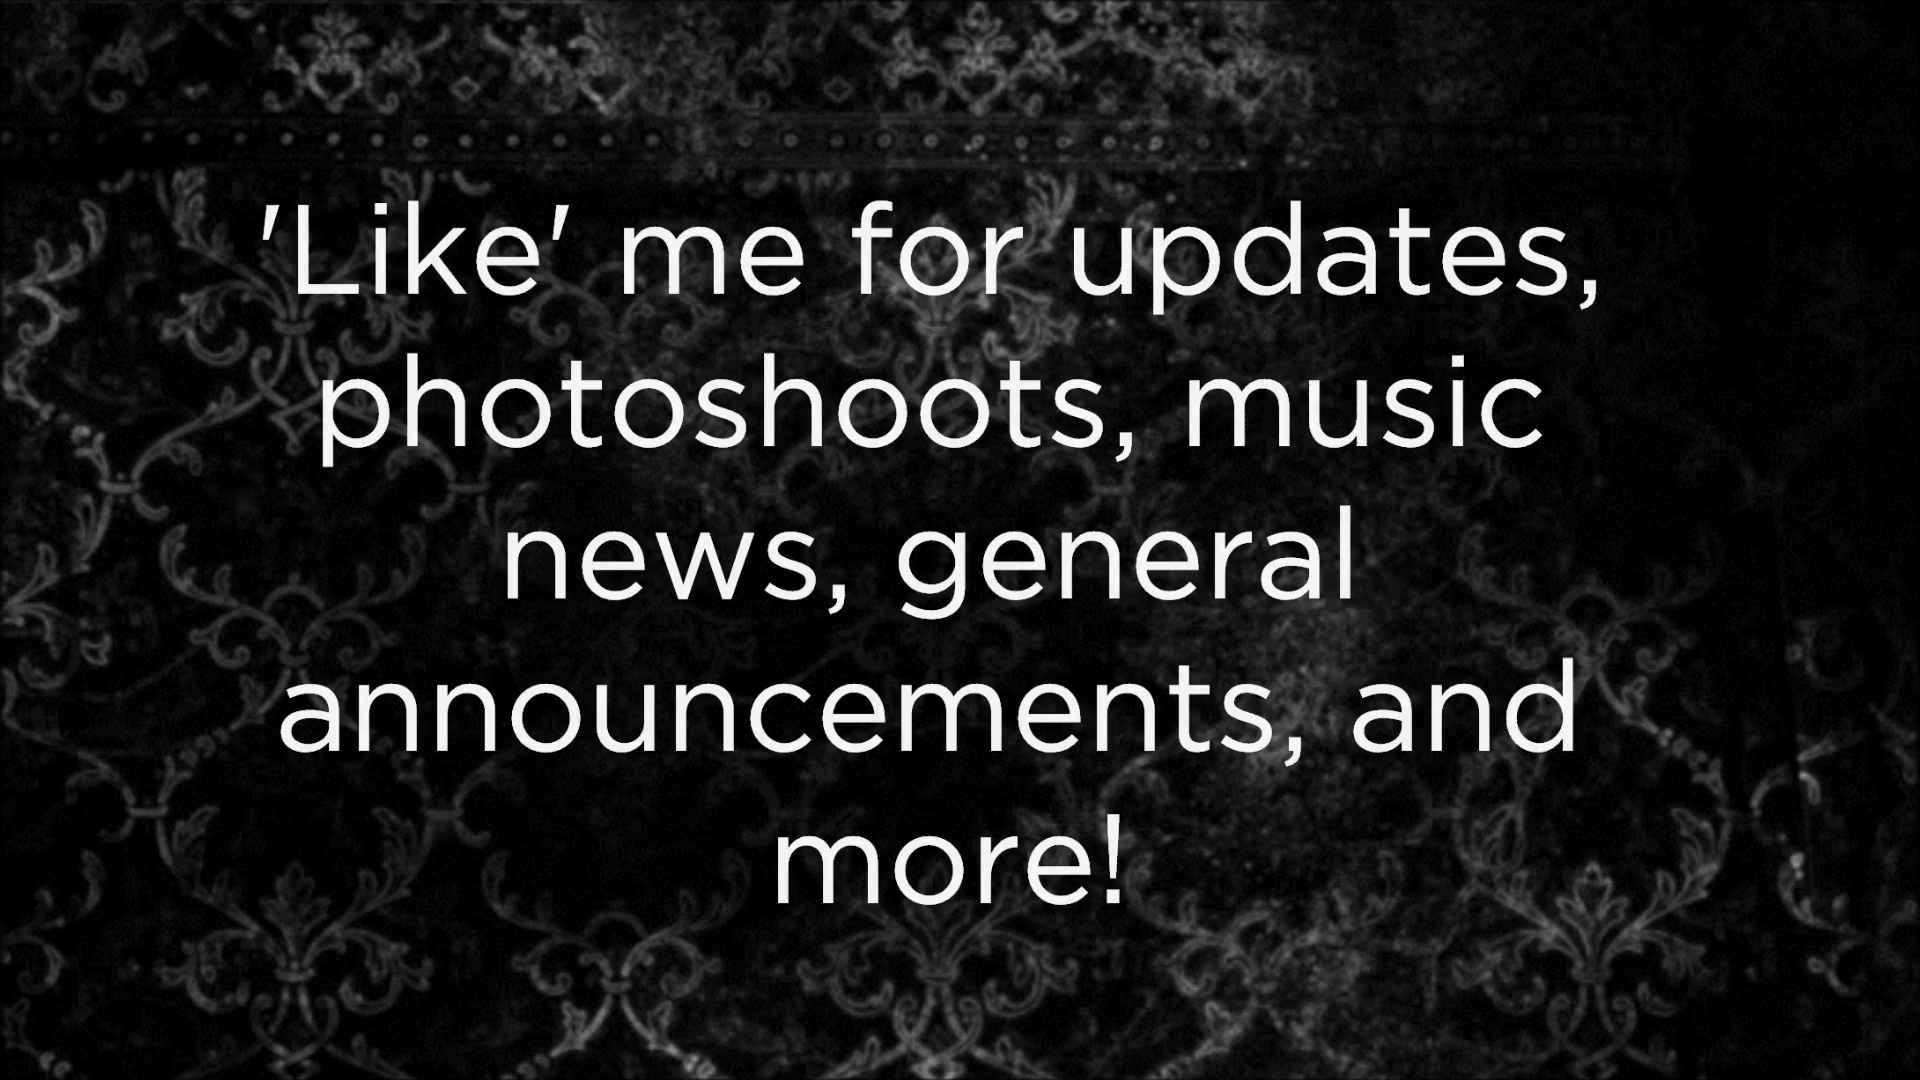 'Like' me for updates,
photoshoots, music
news, general
announcements, and
more!